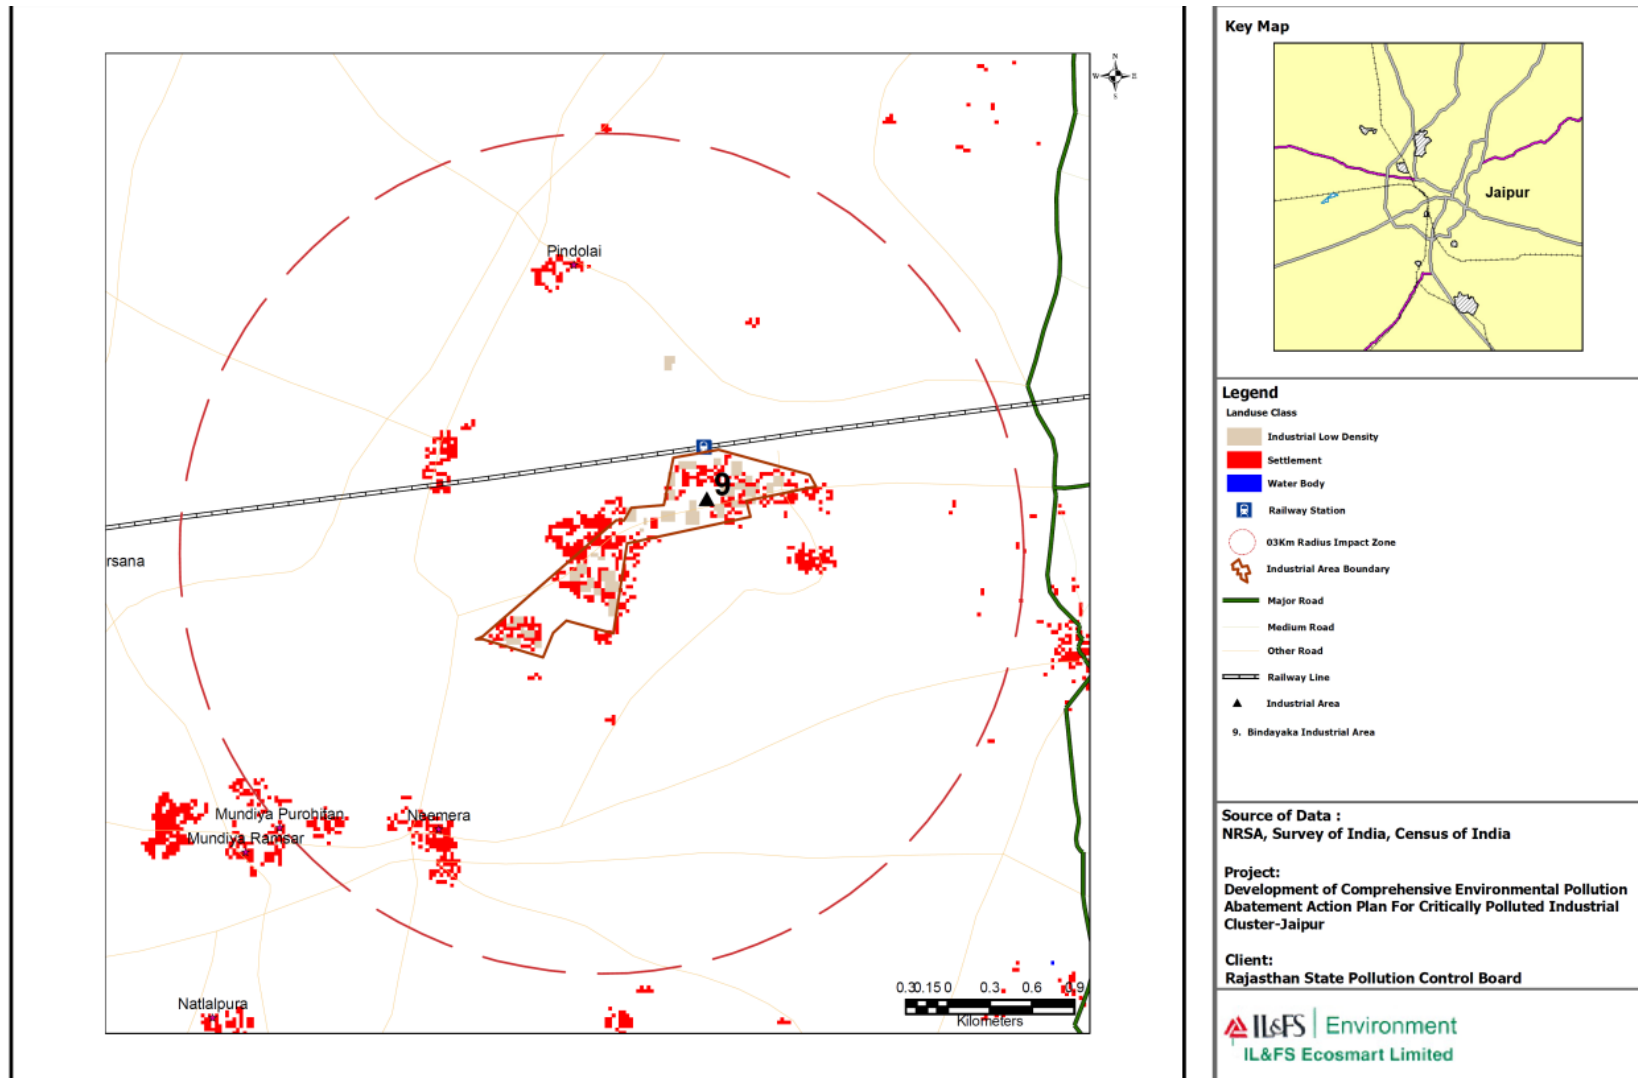 N
W
E
S
Pindolai
9
rsana
Mundiya Purohitan
Mundiya Ramsar
Neemera
Natlalpura
0.30.15 0 0.3 0.6 0.9
Kilometers
Key Map
Jaipur
Legend
Landuse Class
Industrial Low Density
Settlement
Water Body
Railway Station
03Km Radius Impact Zone
Industrial Area Boundary
Major Road
Medium Road
Other Road
Railway Line
Industrial Area
9. Bindayaka Industrial Area
Source of Data :
NRSA, Survey of India, Census of India
Project:
Development of Comprehensive Environmental Pollution
Abatement Action Plan For Critically Polluted Industrial
Cluster-Jaipur
Client:
Rajasthan State Pollution Control Board
IL&FS Environment
IL&FS Ecosmart Limited